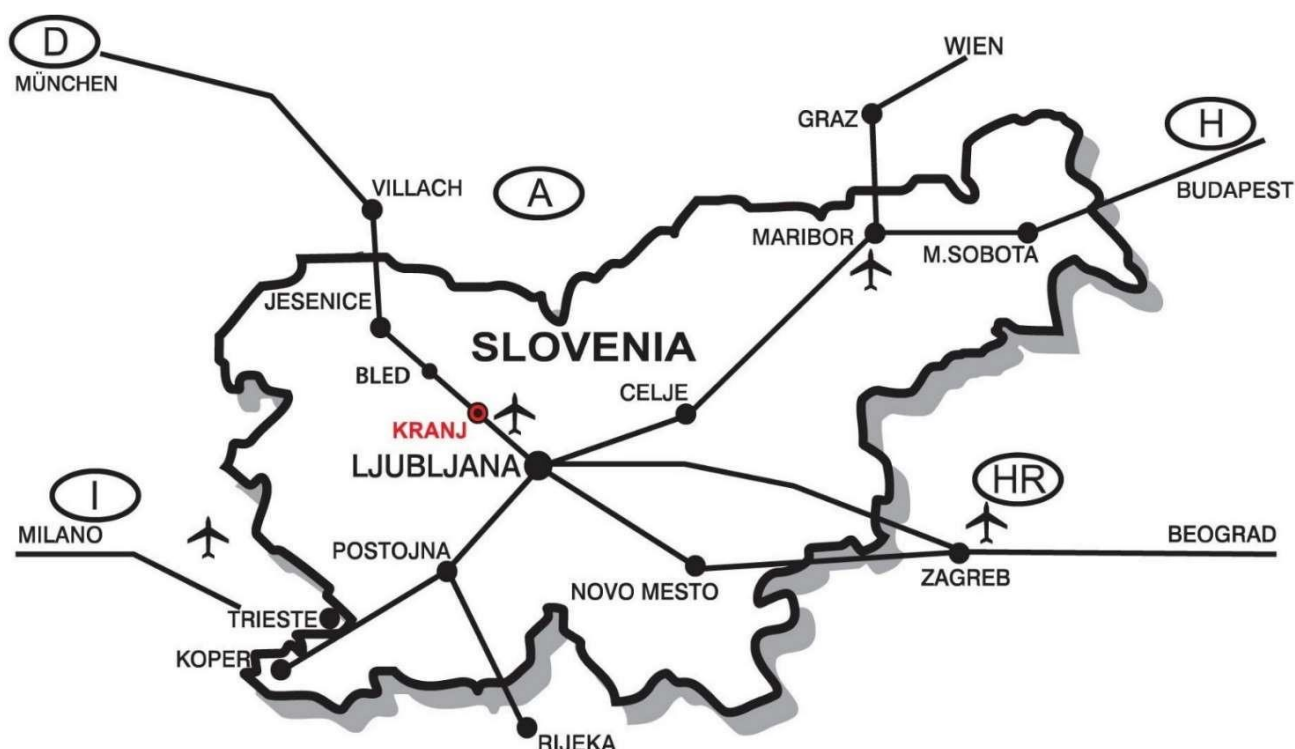 D
WIEN
MÜNCHEN
GRAZ
H
VILLACH
A
BUDAPEST
MARIBOR
M.SOBOTA
JESENICE
SLOVENIA
BLED
CELJE
KRANJ
LJUBLJANA
I
HR
MILANO
BEOGRAD
POSTOJNA
ZAGREB
NOVO MESTO
TRIESTE
KOPER
RIJEKA